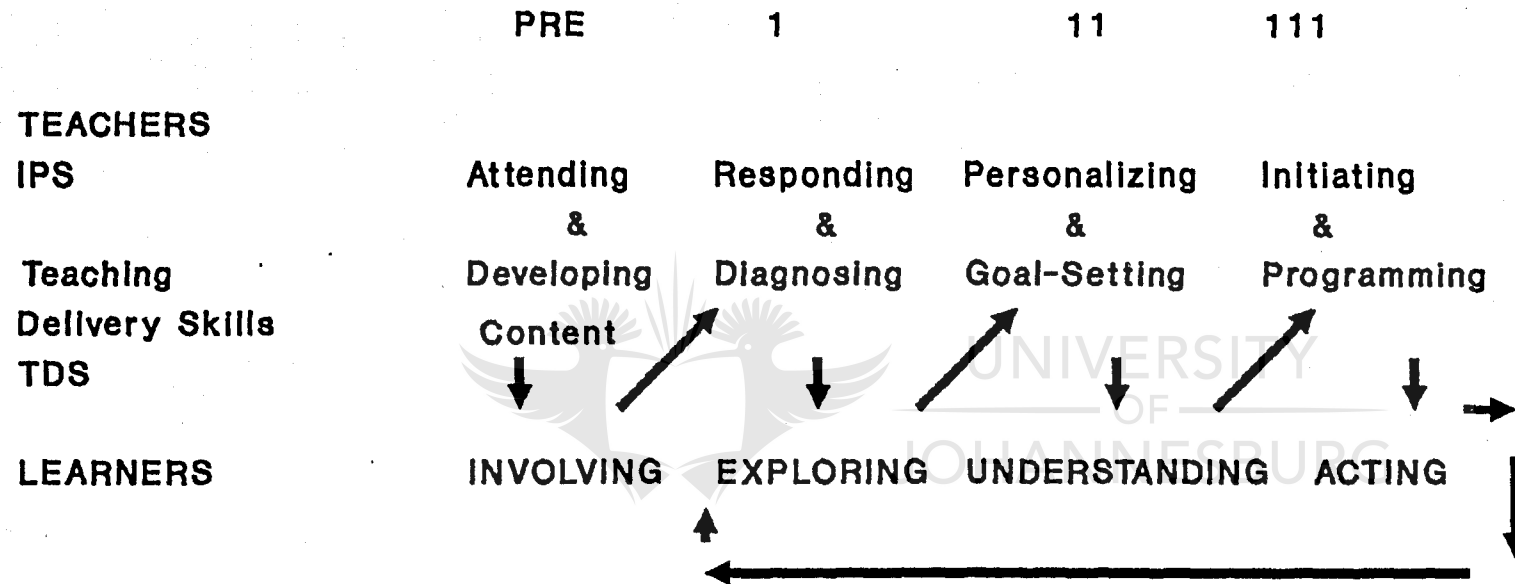 PRE 1 11 111
TEACHERS
IPS Attending Responding Personalizing Initiating
& & & &
Teaching Developing Diagnosing Goal-Setting Programming
Delivery Skills Content
TDS
UNIVERSITY
OF
JOHANNESBURG
LEARNERS INVOLVING EXPLORING UNDERSTANDING ACTING